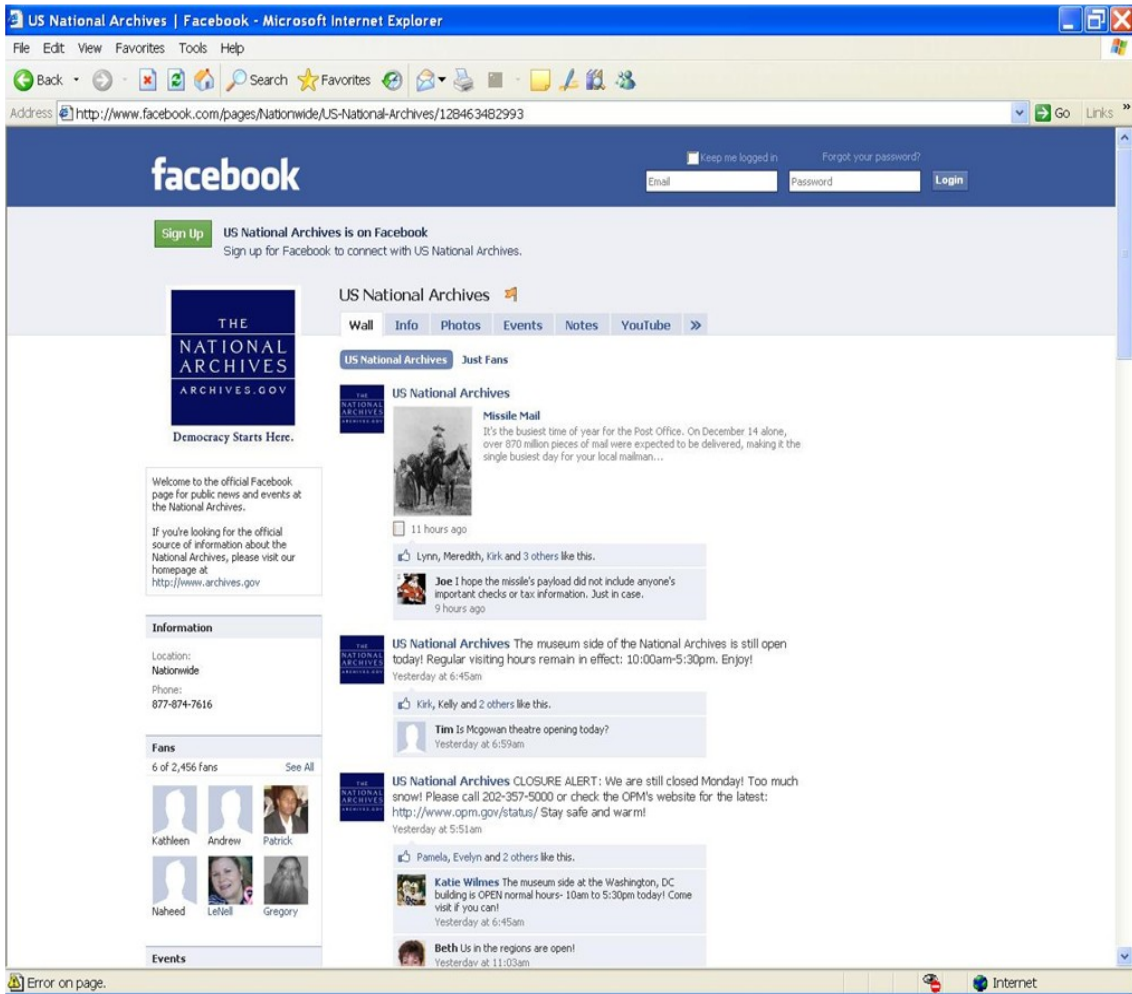 US National Archives | Facebook - Microsoft Internet Explorer
File Edit View Favorites Tools Help
Back Search Favorites
Address http://www.facebook.com/pages/Nationwide/US-National-Archives/128463482993 Go Links »
facebook
Keep me logged in Forgot your password?
Email Password Login
Sign Up US National Archives is on Facebook
Sign up for Facebook to connect with US National Archives.
THE
NATIONAL
ARCHIVES
ARCHIVES.GOV
Democracy Starts Here.
Welcome to the official Facebook
page for public news and events at
the National Archives.
If you're looking for the official
source of information about the
National Archives, please visit our
homepage at
http://www.archives.gov
Information
Location:
Nationwide
Phone:
877-874-7616
Fans
6 of 2,456 fans See All
Kathleen Andrew Patrick
Naheed LeNell Gregory
Events
US National Archives
Wall Info Photos Events Notes YouTube »
US National Archives Just Fans
THE
NATIONAL
ARCHIVES
ARCHIVES.GOV
US National Archives
Missile Mail
It's the busiest time of year for the Post Office. On December 14 alone,
over 870 million pieces of mail were expected to be delivered, making it the
single busiest day for your local mailman...
11 hours ago
Lynn, Meredith, Kirk and 3 others like this.
Joe I hope the missile's payload did not include anyone's
important checks or tax information. Just in case.
9 hours ago
THE
NATIONAL
ARCHIVES
ARCHIVES.GOV
US National Archives The museum side of the National Archives is still open
today! Regular visiting hours remain in effect: 10:00am-5:30pm. Enjoy!
Yesterday at 6:45am
Kirk, Kelly and 2 others like this.
Tim Is Mcgowan theatre opening today?
Yesterday at 6:59am
THE
NATIONAL
ARCHIVES
ARCHIVES.GOV
US National Archives CLOSURE ALERT: We are still closed Monday! Too much
snow! Please call 202-357-5000 or check the OPM's website for the latest:
http://www.opm.gov/status/ Stay safe and warm!
Yesterday at 5:51am
Pamela, Evelyn and 2 others like this.
Katie Wilmes The museum side at the Washington, DC
building is OPEN normal hours- 10am to 5:30pm today! Come
visit if you can!
Yesterday at 6:45am
Beth Us in the regions are open!
Yesterday at 11:03am
Error on page. Internet